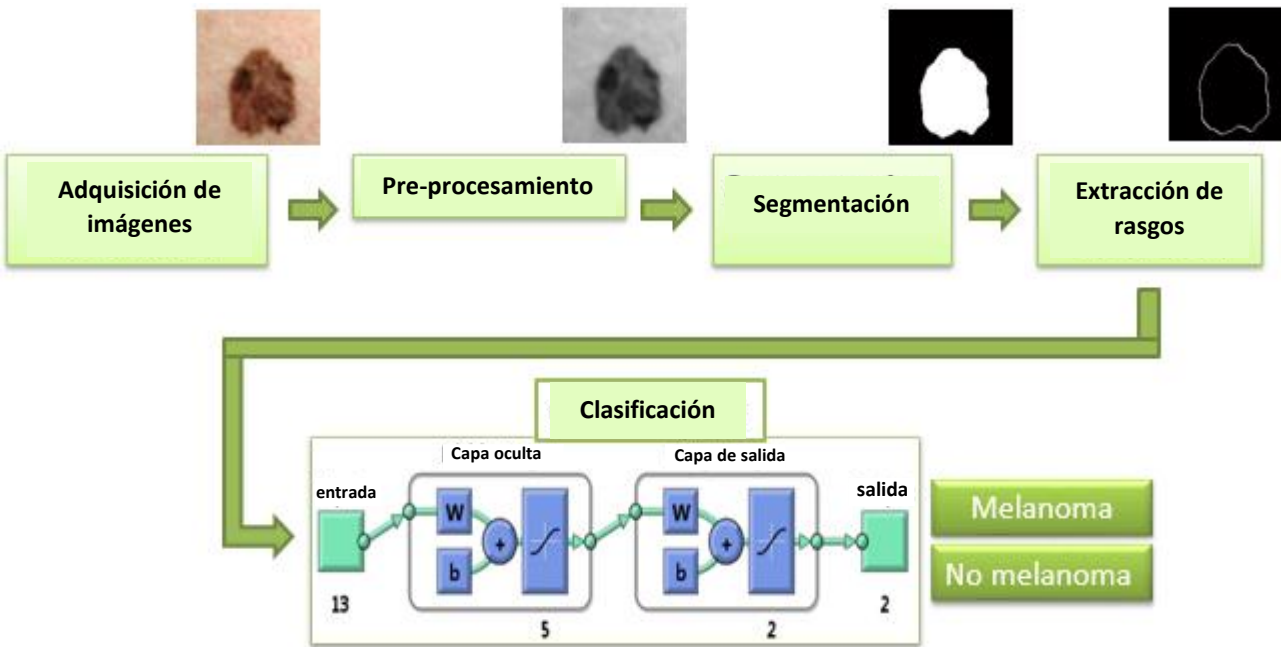 Adquisición de
imágenes
Pre-procesamiento
Segmentación
Extracción de
rasgos
Clasificación
Capa oculta
Capa de salida
entrada
W
b
+
W
b
+
salida
13
5
2
2
Melanoma
No melanoma